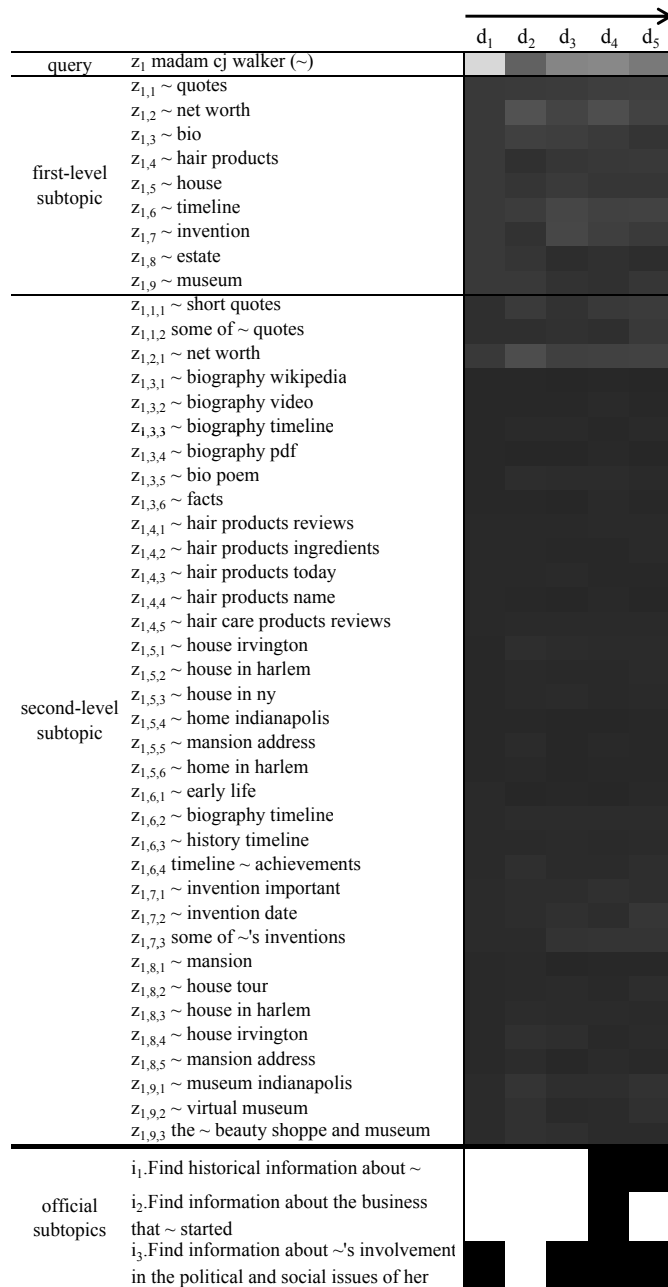 d1 d2 d3 d4 d5
query z1 madam cj walker (~)
first-level subtopic
z1,1 ~ quotes
z1,2 ~ net worth
z1,3 ~ bio
z1,4 ~ hair products
z1,5 ~ house
z1,6 ~ timeline
z1,7 ~ invention
z1,8 ~ estate
z1,9 ~ museum
second-level subtopic
z1,1,1 ~ short quotes
z1,1,2 some of ~ quotes
z1,2,1 ~ net worth
z1,3,1 ~ biography wikipedia
z1,3,2 ~ biography video
z1,3,3 ~ biography timeline
z1,3,4 ~ biography pdf
z1,3,5 ~ bio poem
z1,3,6 ~ facts
z1,4,1 ~ hair products reviews
z1,4,2 ~ hair products ingredients
z1,4,3 ~ hair products today
z1,4,4 ~ hair products name
z1,4,5 ~ hair care products reviews
z1,5,1 ~ house irvington
z1,5,2 ~ house in harlem
z1,5,3 ~ house in ny
z1,5,4 ~ home indianapolis
z1,5,5 ~ mansion address
z1,5,6 ~ home in harlem
z1,6,1 ~ early life
z1,6,2 ~ biography timeline
z1,6,3 ~ history timeline
z1,6,4 timeline ~ achievements
z1,7,1 ~ invention important
z1,7,2 ~ invention date
z1,7,3 some of ~'s inventions
z1,8,1 ~ mansion
z1,8,2 ~ house tour
z1,8,3 ~ house in harlem
z1,8,4 ~ house irvington
z1,8,5 ~ mansion address
z1,9,1 ~ museum indianapolis
z1,9,2 ~ virtual museum
z1,9,3 the ~ beauty shoppe and museum
official subtopics
i1.Find historical information about ~
i2.Find information about the business
that ~ started
i3.Find information about ~'s involvement
in the political and social issues of her